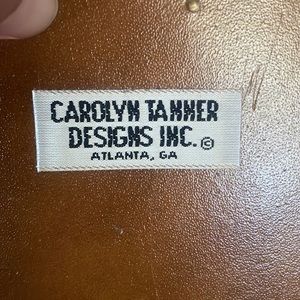 CAROLYN TANNER
DESIGNS INC.©
ATLANTA, GA